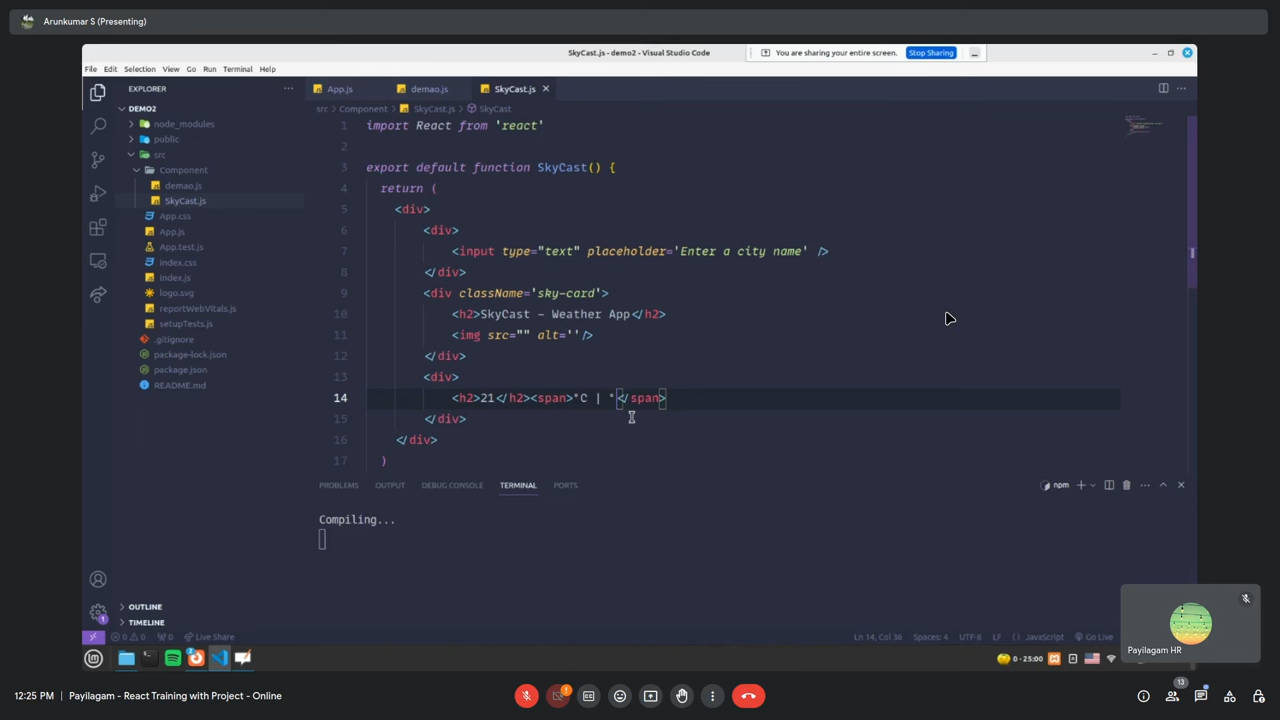 Arunkumar S (Presenting)
SkyCast.js - demo2 - Visual Studio Code
You are sharing your entire screen. Stop Sharing
File Edit Selection View Go Run Terminal Help
EXPLORER
App.js demao.js SkyCast.js
DEMO2
src Component SkyCast.js SkyCast
node_modules
public
src
Component
demao.js
SkyCast.js
App.css
App.js
App.test.js
index.css
index.js
logo.svg
reportWebVitals.js
setupTests.js
.gitignore
package-lock.json
package.json
README.md
1 import React from 'react'
2
3 export default function SkyCast() {
4 return (
5 <div>
6 <div>
7 <input type="text" placeholder='Enter a city name' />
8 </div>
9 <div className='sky-card'>
10 <h2>SkyCast - Weather App</h2>
11 <img src="" alt=''/>
12 </div>
13 <div>
14 <h2>21</h2><span>°C | °</span>
15 </div>
16 </div>
17 )
PROBLEMS OUTPUT DEBUG CONSOLE TERMINAL PORTS
npm
Compiling...
OUTLINE
TIMELINE
0 0 0 Live Share
Ln 14, Col 36 Spaces: 4 UTF-8 LF JavaScript Go Live
0 - 25:00
Payilagam HR
12:25 PM | Payilagam - React Training with Project - Online
13